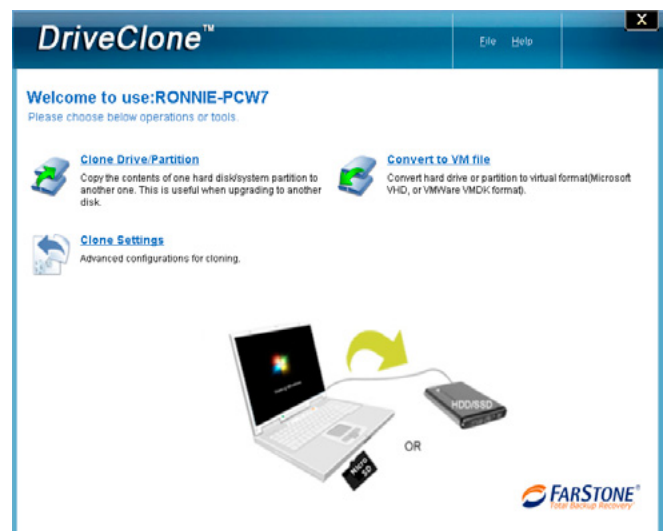 DriveClone™
File Help
X
Welcome to use:RONNIE-PCW7
Please choose below operations or tools.
Clone Drive/Partition
Copy the contents of one hard disk/system partition to
another one. This is useful when upgrading to another
disk.
Convert to VM file
Convert hard drive or partition to virtual format(Microsoft
VHD, or VMWare VMDK format).
Clone Settings
Advanced configurations for cloning.
HDD/SSD
OR
Micro
SD
FARSTONE®
Total Backup Recovery